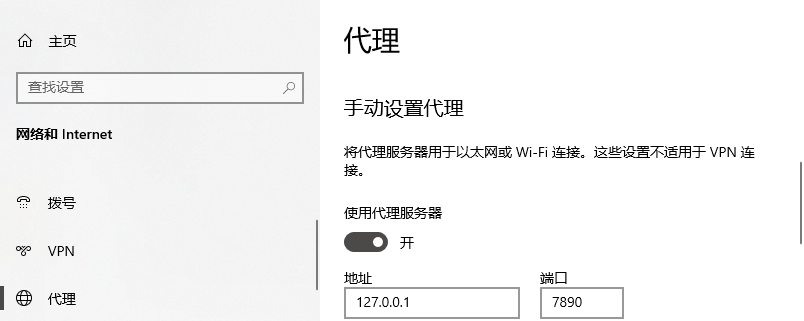 主页
查找设置
网络和 Internet
拨号
VPN
代理
代理
手动设置代理
将代理服务器用于以太网或 Wi-Fi 连接。这些设置不适用于 VPN 连
接。
使用代理服务器
开
地址 端口
127.0.0.1 7890